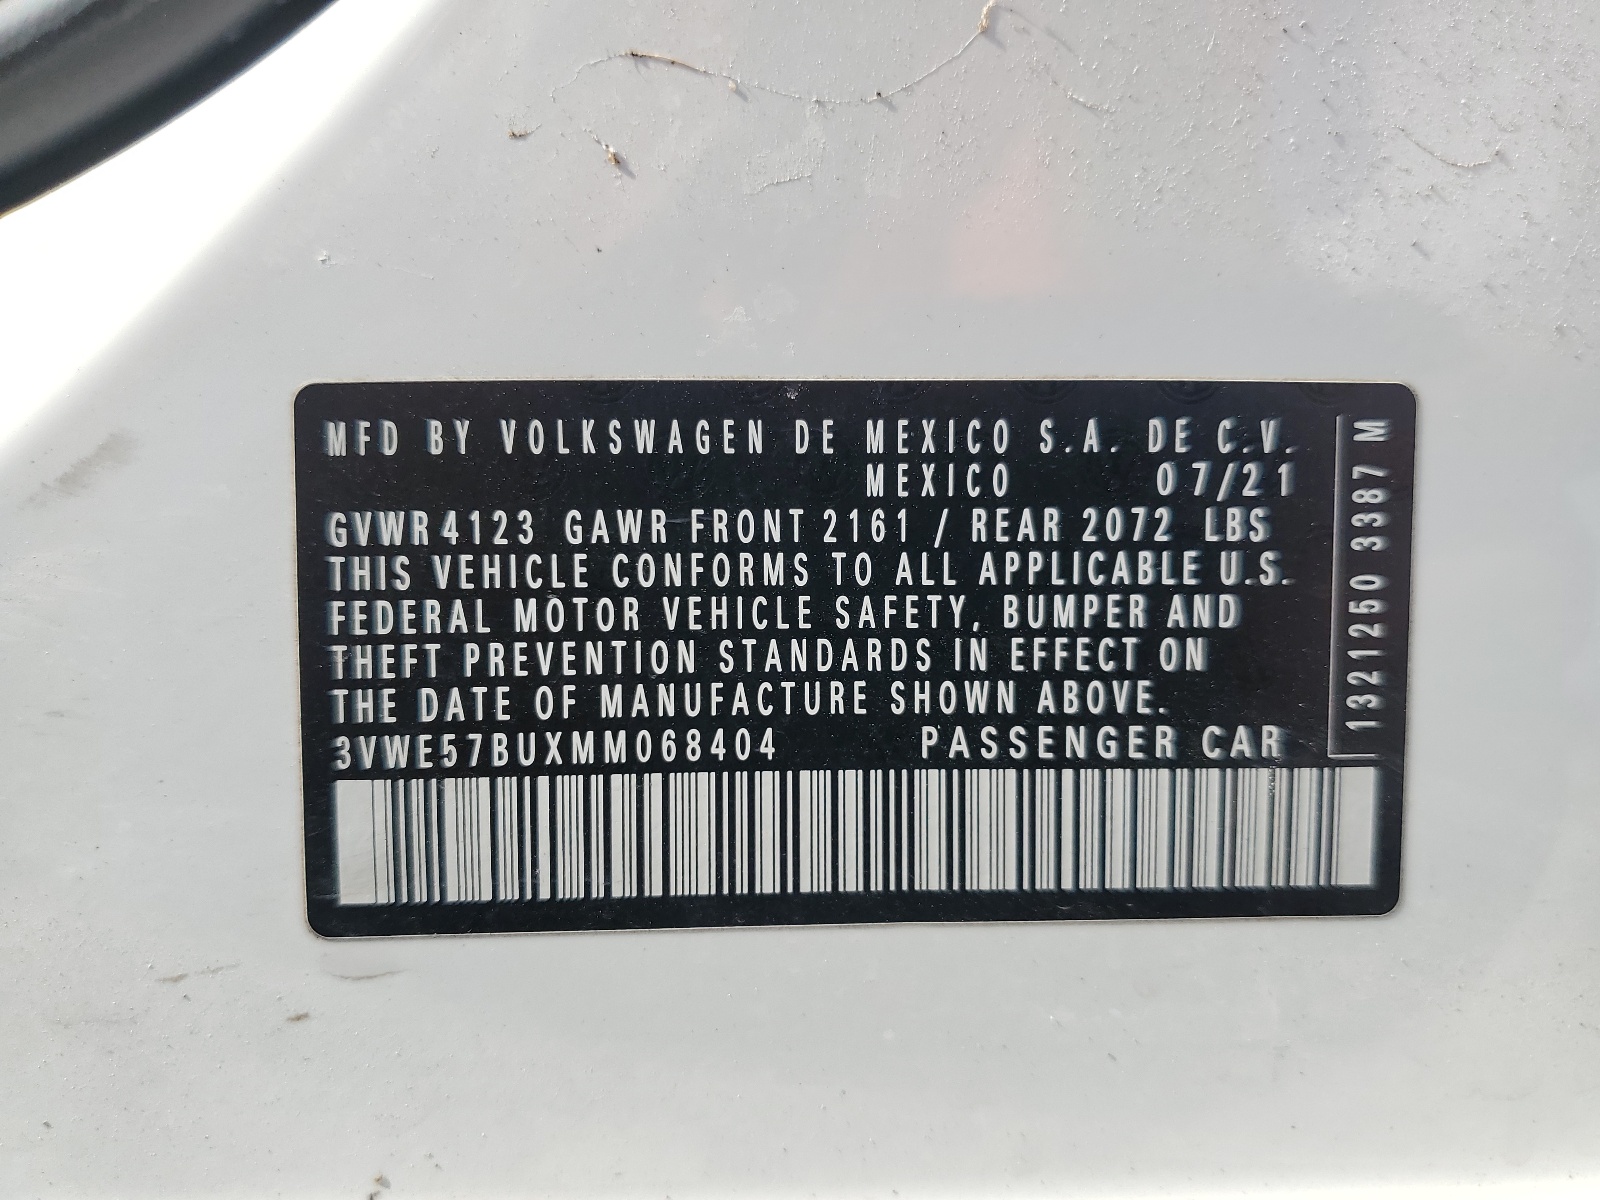 MFD BY VOLKSWAGEN DE MEXICO S.A. DE C.V.
MEXICO 07/21
GVWR 4123 GAWR FRONT 2161 / REAR 2072 LBS
THIS VEHICLE CONFORMS TO ALL APPLICABLE U.S.
FEDERAL MOTOR VEHICLE SAFETY, BUMPER AND
THEFT PREVENTION STANDARDS IN EFFECT ON
THE DATE OF MANUFACTURE SHOWN ABOVE.
3VWE57BUXMM068404 PASSENGER CAR
1321250 3387 M